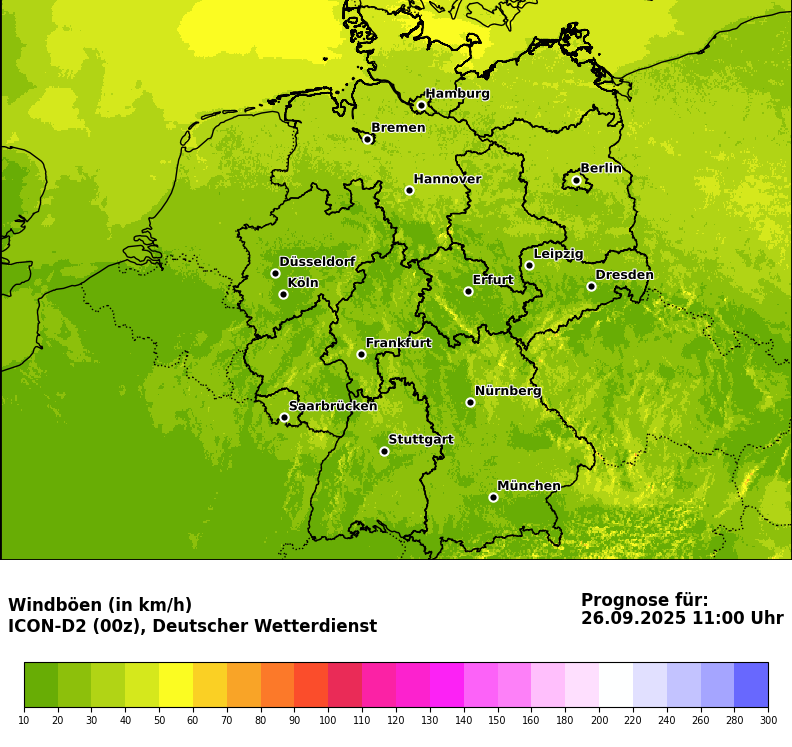 Hamburg
Bremen
Berlin
Hannover
Leipzig
Düsseldorf
Dresden
Köln
Erfurt
Frankfurt
Nürnberg
Saarbrücken
Stuttgart
München
Windböen (in km/h)
ICON-D2 (00z), Deutscher Wetterdienst
Prognose für:
26.09.2025 11:00 Uhr
10 20 30 40 50 60 70 80 90 100 110 120 130 140 150 160 180 200 220 240 260 280 300